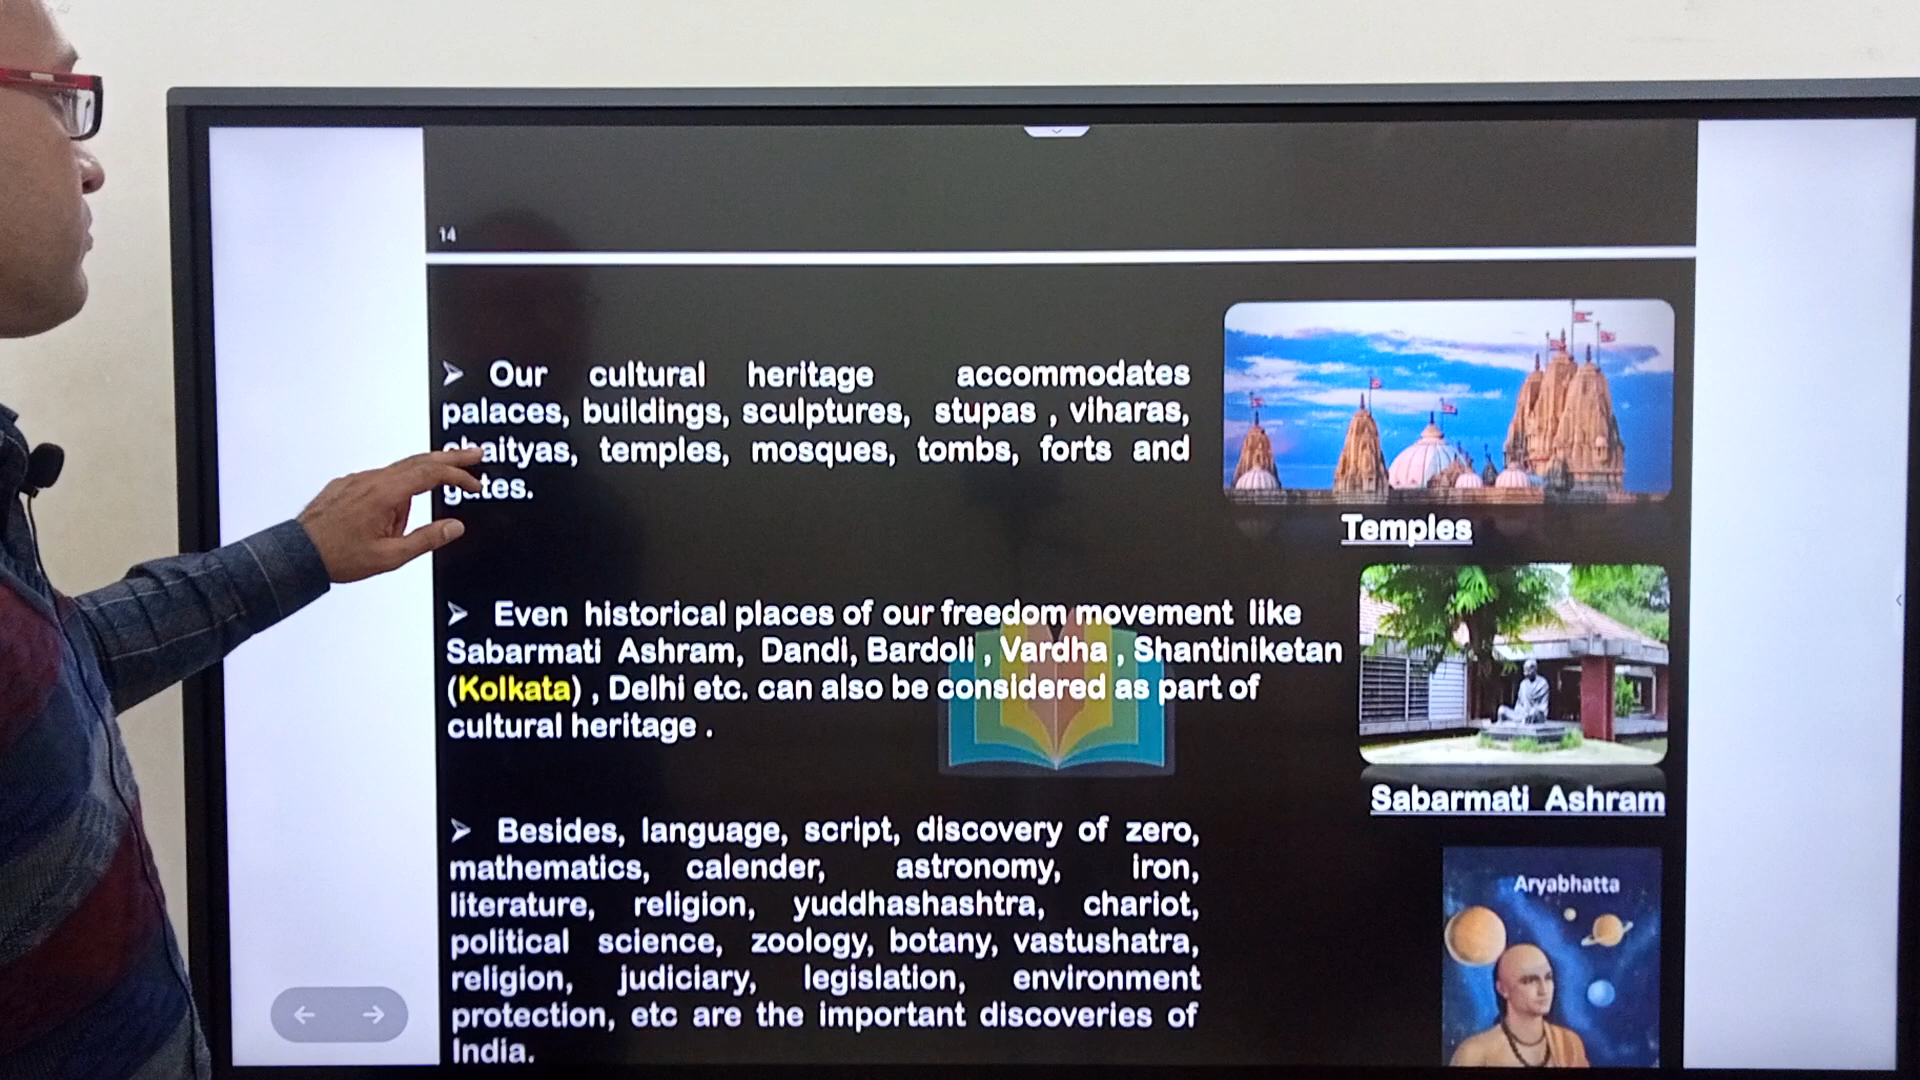 14
➤ Our cultural heritage accommodates
palaces, buildings, sculptures, stupas , viharas,
chaityas, temples, mosques, tombs, forts and
gates.
Temples
➤ Even historical places of our freedom movement like
Sabarmati Ashram, Dandi, Bardoli , Vardha , Shantiniketan
(Kolkata) , Delhi etc. can also be considered as part of
cultural heritage .
Sabarmati Ashram
➤ Besides, language, script, discovery of zero,
mathematics, calender, astronomy, iron,
literature, religion, yuddhashashtra, chariot,
political science, zoology, botany, vastushatra,
religion, judiciary, legislation, environment
protection, etc are the important discoveries of
India.
Aryabhatta